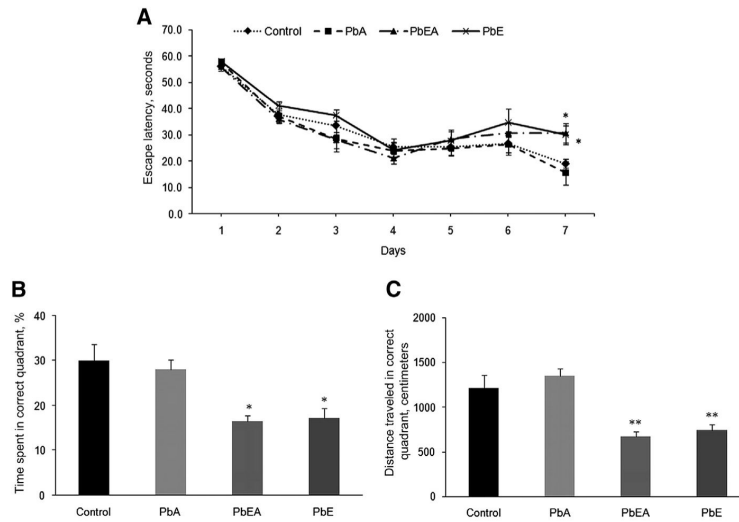 A
Control PbA PbEA PbE
Escape latency, seconds
70.0
60.0
50.0
40.0
30.0
20.0
10.0
0.0
*
*
1 2 3 4 5 6 7
Days
B
Time spent in correct quadrant, %
40
30
20
10
0
*
*
Control PbA PbEA PbE
C
Distance traveled in correct
quadrant, centimeters
2000
1500
1000
500
0
**
**
Control PbA PbEA PbE